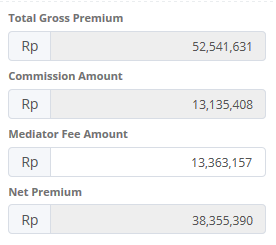 Total Gross Premium
Rp 52,541,631
Commission Amount
Rp 13,135,408
Mediator Fee Amount
Rp 13,363,157
Net Premium
Rp 38,355,390